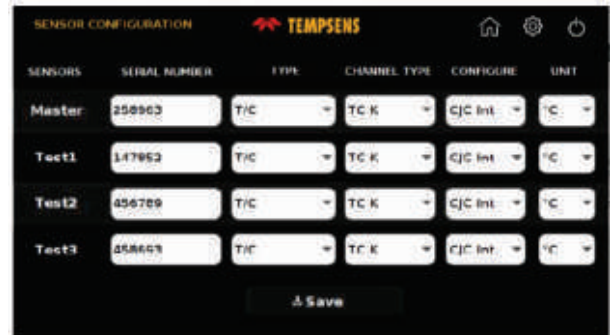 SENSOR CONFIGURATION TEMPSENS
SENSORS SERIAL NUMBER TYPE CHANNEL TYPE CONFIGURE UNIT
Master 258963 T/C TC K CJC Int °C
Test1 147852 T/C TC K CJC Int °C
Test2 456789 T/C TC K CJC Int °C
Test3 T/C TC K CJC Int °C
Save